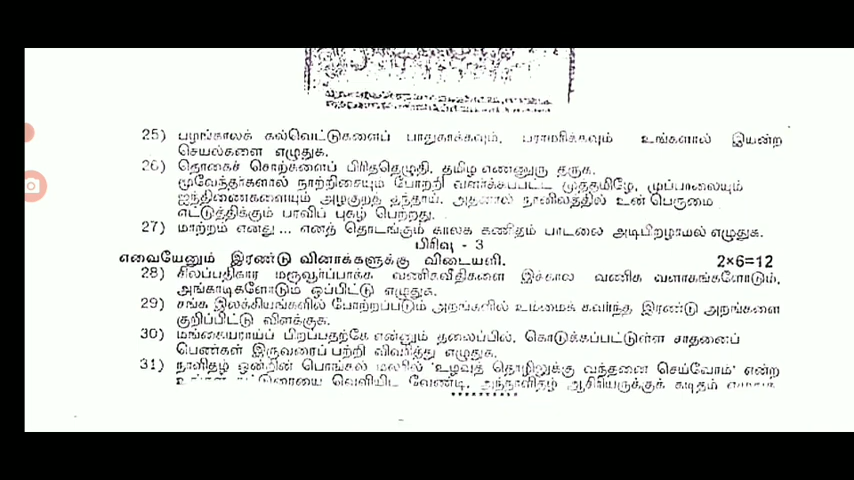 25) பழங்காலக் கல்வெட்டுகளைப் பாதுகாக்கவும், பராமரிக்கவும் உங்களால் இயன்ற
செயல்களை எழுதுக.
26) தொகைச் சொற்களைப் பிரித்தெழுதி, தமிழ் எண்ணுரு தருக.
மூவேந்தர்களால் நாற்றிசையும் போற்றி வளர்க்கப்பட்ட முத்தமிழே, முப்பாலையும்
ஐந்திணைகளையும் அழகுறத் தந்தாய். அதனால் நானிலத்தில் உன் பெருமை
எட்டுத்திக்கும் பரவிப் புகழ் பெற்றது.
27) மாற்றம் எனது ... எனத் தொடங்கும் காலக் கணிதம் பாடலை அடிபிறழாமல் எழுதுக.
பிரிவு - 3
எவையேனும் இரண்டு வினாக்களுக்கு விடையளி. 2×6=12
28) சிலப்பதிகார மருவூர்ப்பாக்க வணிகவீதிகளை இக்கால வணிக வளாகங்களோடும்,
அங்காடிகளோடும் ஒப்பிட்டு எழுதுக.
29) சங்க இலக்கியங்களில் போற்றப்படும் அறங்களில் உம்மைக் கவர்ந்த இரண்டு அறங்களை
குறிப்பிட்டு விளக்குக.
30) மங்கையராய்ப் பிறப்பதற்கே என்னும் தலைப்பில், கொடுக்கப்பட்டுள்ள சாதனைப்
பெண்கள் இருவரைப் பற்றி விவரித்து எழுதுக.
31) நாளிதழ் ஒன்றின் பொங்கல் மலரில் 'உழவுத் தொழிலுக்கு வந்தனை செய்வோம்' என்ற
வெளியிட வேண்டி, அந்நாளிதழ் ஆசிரியருக்குக் கடிதம்